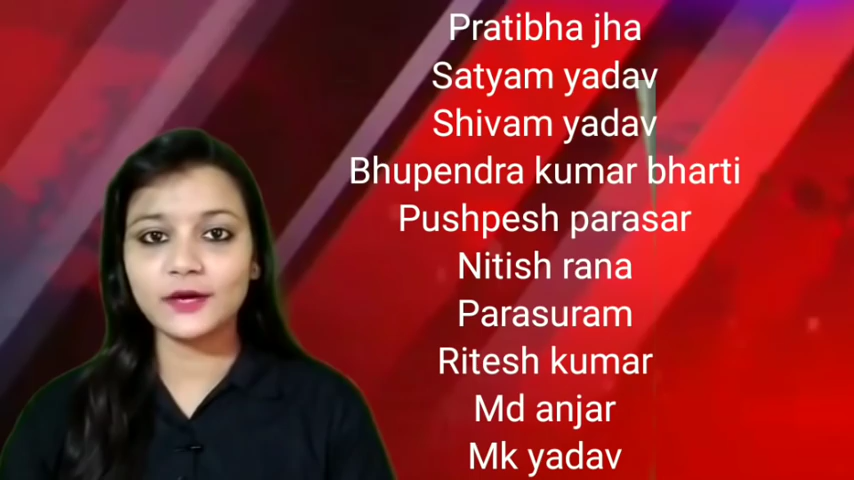 Pratibha jha
Satyam yadav
Shivam yadav
Bhupendra kumar bharti
Pushpesh parasar
Nitish rana
Parasuram
Ritesh kumar
Md anjar
Mk yadav